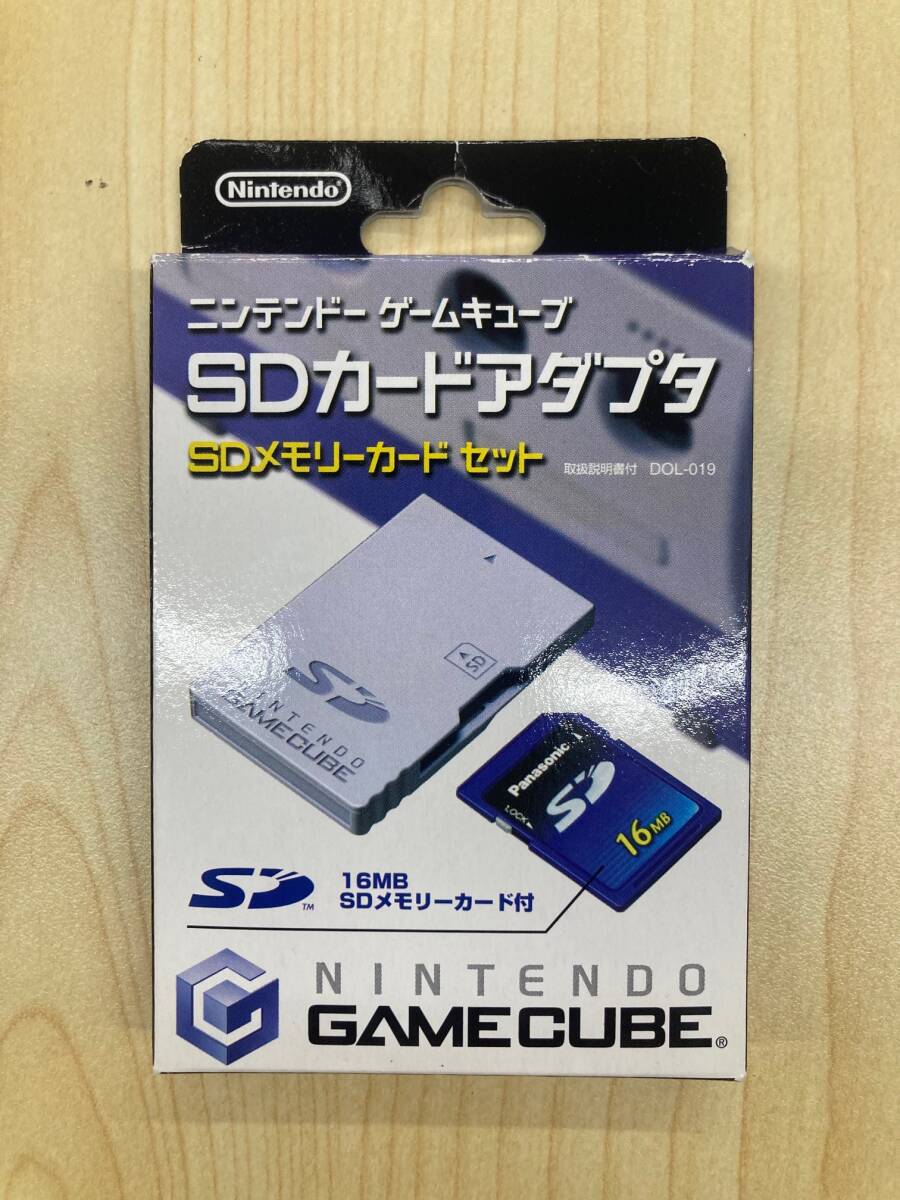 Nintendo®
ニンテンドー ゲームキューブ
SDカードアダプタ
SDメモリーカード セット
取扱説明書付 DOL-019
SD
SD
NINTENDO
GAMECUBE
Panasonic
LOCK
SD
16MB
SD™
16MB
SDメモリーカード付
NINTENDO
GAMECUBE®